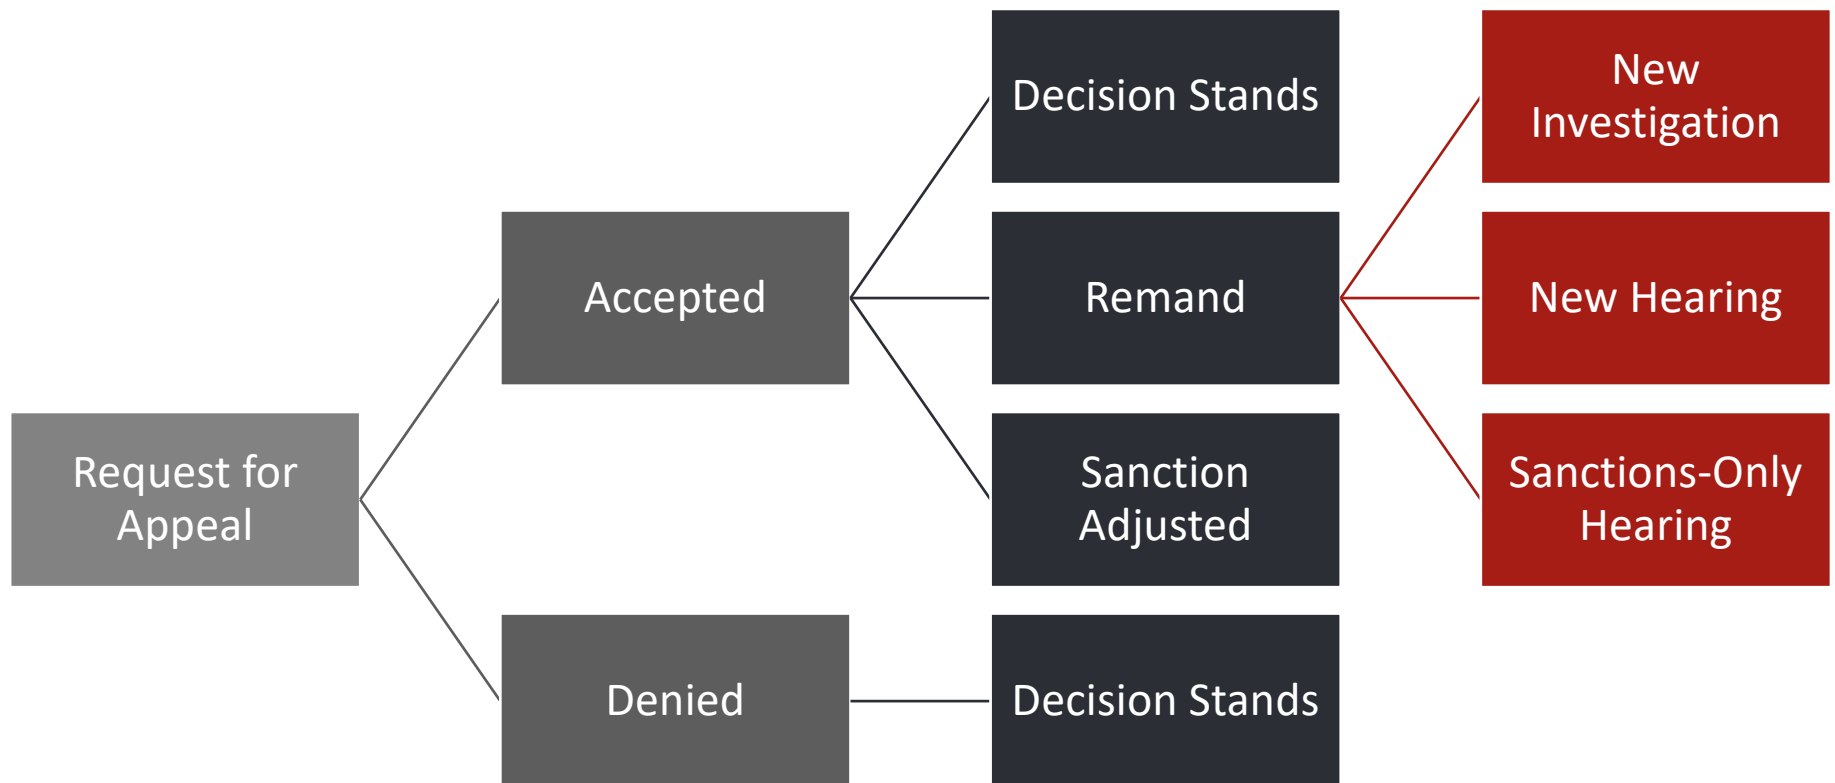 Request for
Appeal
Accepted
Denied
Decision Stands
Remand
Sanction
Adjusted
Decision Stands
New
Investigation
New Hearing
Sanctions-Only
Hearing